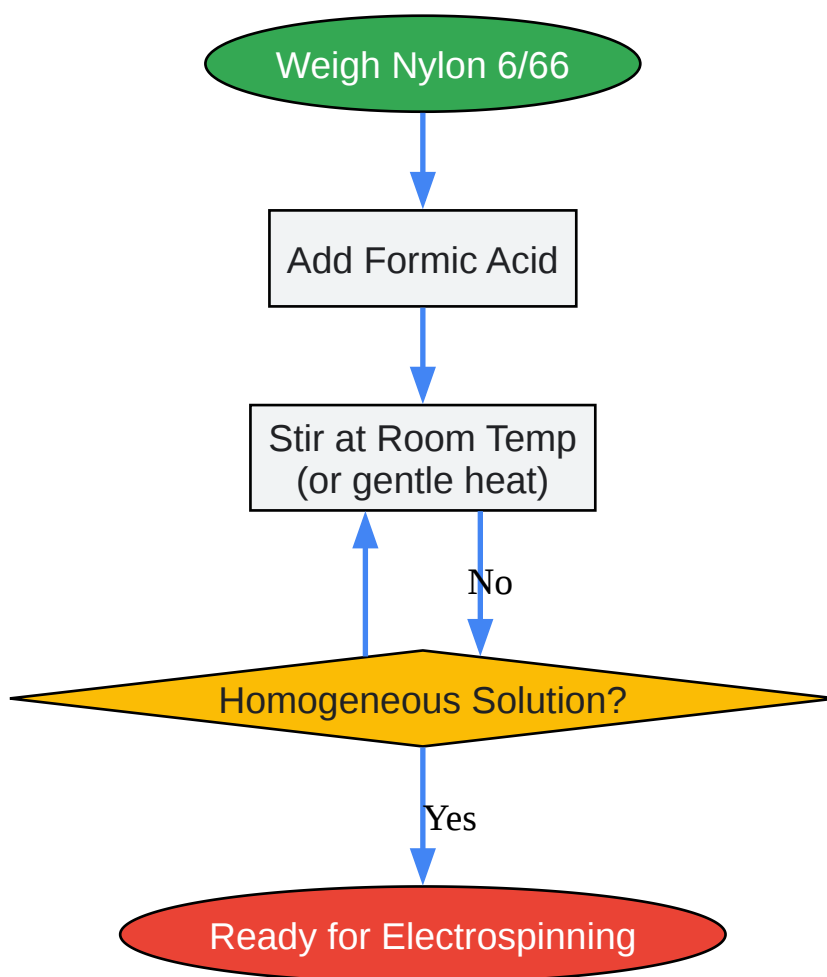 Weigh Nylon 6/66
Add Formic Acid
Stir at Room Temp
(or gentle heat)
No
Homogeneous Solution?
Yes
Ready for Electrospinning